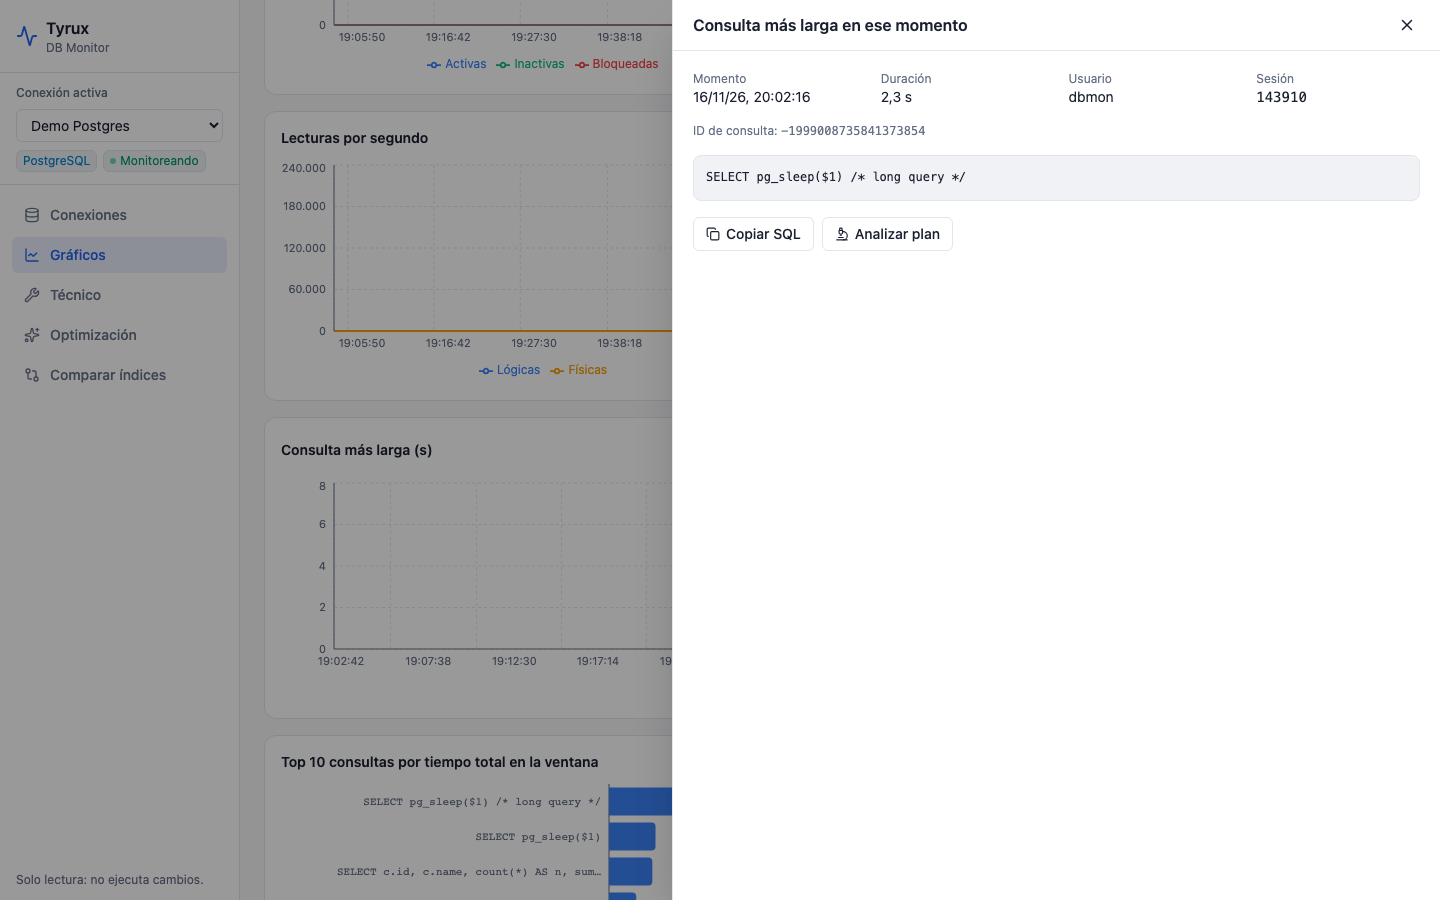 Tyrux
DB Monitor
Conexión activa
Demo Postgres
PostgreSQL
Monitoreando
Conexiones
Gráficos
Técnico
Optimización
Comparar índices
Solo lectura: no ejecuta cambios.
0
19:05:50 19:16:42 19:27:30 19:38:18
Activas Inactivas Bloqueadas
Lecturas por segundo
240.000
180.000
120.000
60.000
0
19:05:50 19:16:42 19:27:30 19:38:18
Lógicas Físicas
Consulta más larga (s)
8
6
4
2
0
19:02:42 19:07:38 19:12:30 19:17:14 19
Top 10 consultas por tiempo total en la ventana
SELECT pg_sleep($1) /* long query */
SELECT pg_sleep($1)
SELECT c.id, c.name, count(*) AS n, sum…
Consulta más larga en ese momento
Momento Duración Usuario Sesión
16/11/26, 20:02:16 2,3 s dbmon 143910
ID de consulta: −1999008735841373854
SELECT pg_sleep($1) /* long query */
Copiar SQL
Analizar plan